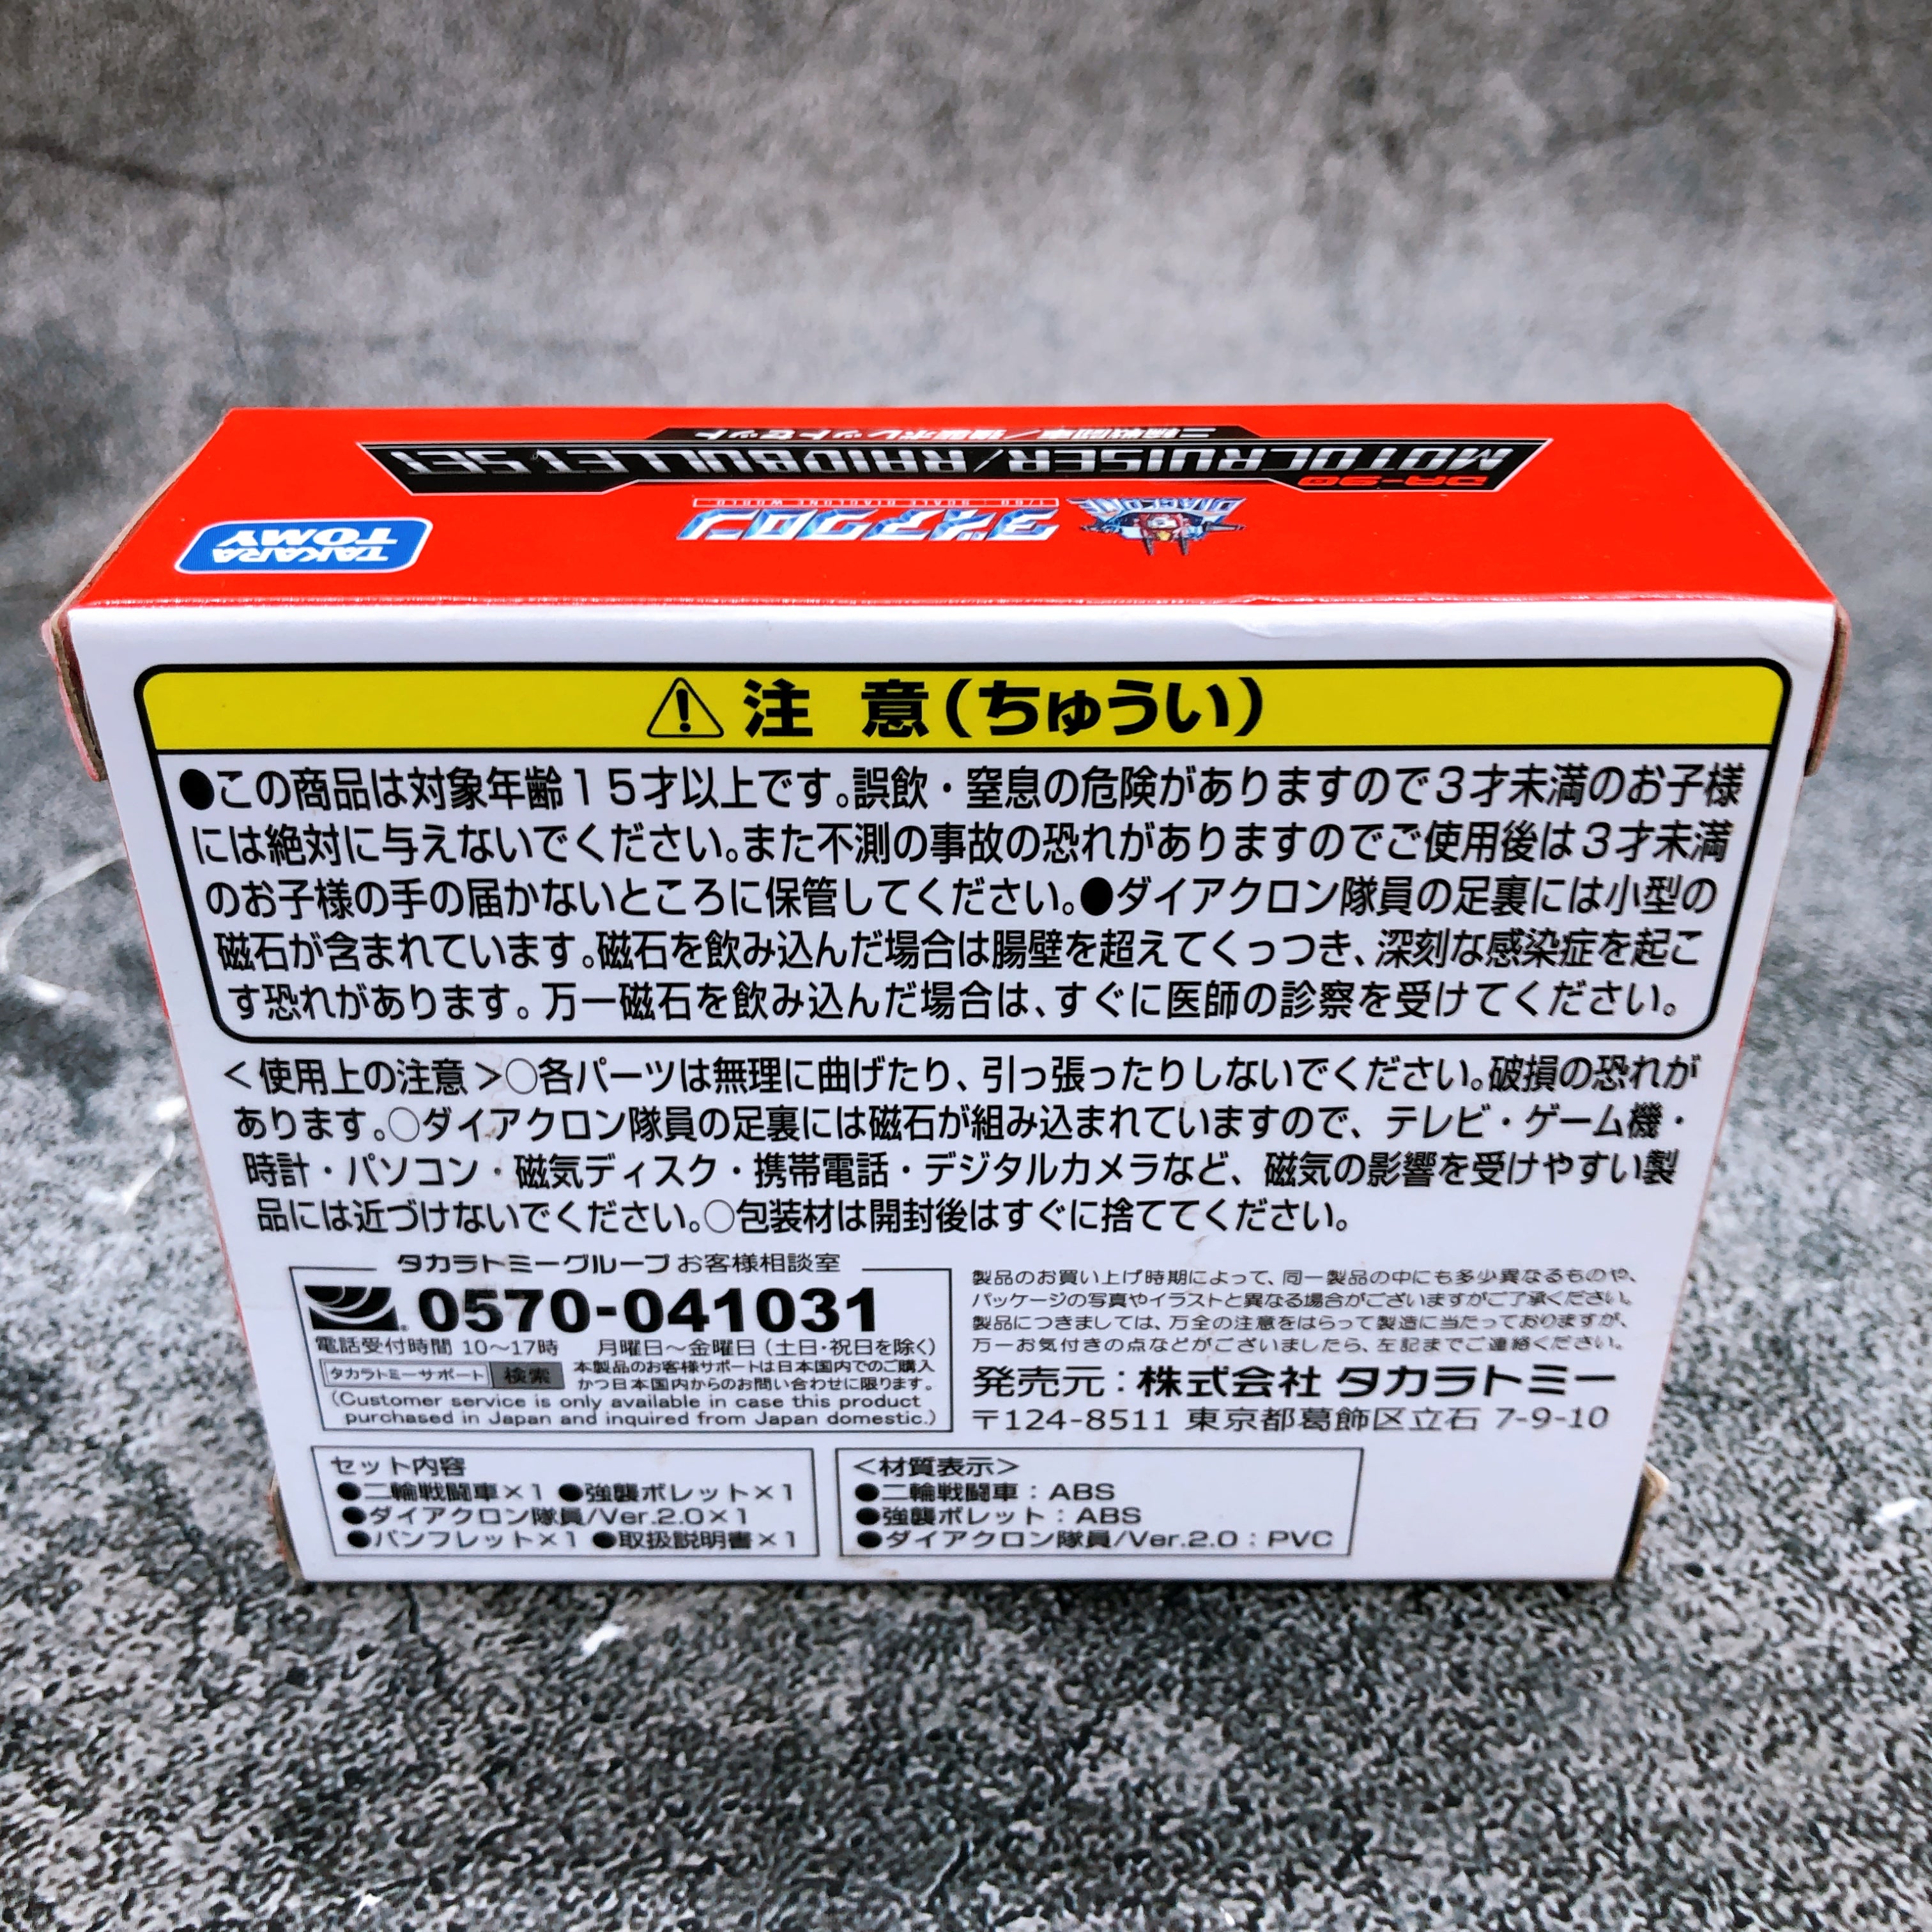 二輪戦闘車/強襲ボレットセット
DA-90
MOTOCRUISER/RAIDBULLET SET
DIACLONE
ダイアクロン
TAKARA TOMY
注 意(ちゅうい)
●この商品は対象年齢15才以上です。誤飲・窒息の危険がありますので3才未満のお子様
には絶対に与えないでください。また不測の事故の恐れがありますのでご使用後は3才未満
のお子様の手の届かないところに保管してください。●ダイアクロン隊員の足裏には小型の
磁石が含まれています。磁石を飲み込んだ場合は腸壁を超えてくっつき、深刻な感染症を起こ
す恐れがあります。万一磁石を飲み込んだ場合は、すぐに医師の診察を受けてください。
<使用上の注意>○各パーツは無理に曲げたり、引っ張ったりしないでください。破損の恐れが
あります。○ダイアクロン隊員の足裏には磁石が組み込まれていますので、テレビ・ゲーム機・
時計・パソコン・磁気ディスク・携帯電話・デジタルカメラなど、磁気の影響を受けやすい製
品には近づけないでください。○包装材は開封後はすぐに捨ててください。
タカラトミーグループ お客様相談室
0570-041031
電話受付時間 10〜17時 月曜日〜金曜日(土日・祝日を除く)
タカラトミーサポート 検索
本製品のお客様サポートは日本国内でのご購入
かつ日本国内からのお問い合わせに限ります。
(Customer service is only available in case this product
purchased in Japan and inquired from Japan domestic.)
製品のお買い上げ時期によって、同一製品の中にも多少異なるものや、
パッケージの写真やイラストと異なる場合がございますがご了承ください。
製品につきましては、万全の注意をはらって製造に当たっておりますが、
万一お気付きの点などがございましたら、左記までご連絡ください。
発売元:株式会社 タカラトミー
〒124-8511 東京都葛飾区立石 7-9-10
セット内容
●二輪戦闘車×1 ●強襲ボレット×1
●ダイアクロン隊員/Ver.2.0×1
●パンフレット×1 ●取扱説明書×1
<材質表示>
●二輪戦闘車:ABS
●強襲ボレット:ABS
●ダイアクロン隊員/Ver.2.0:PVC